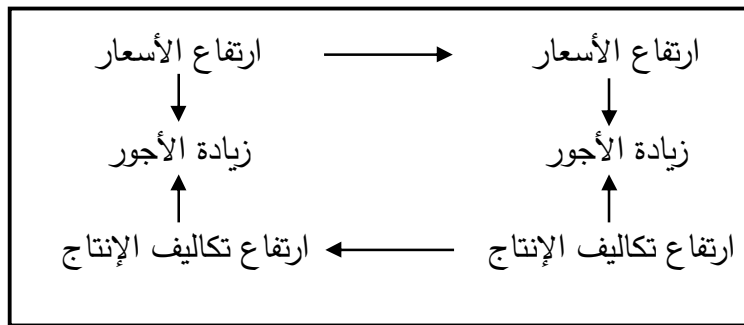 ارتفاع الأسعار ارتفاع الأسعار
زيادة الأجور زيادة الأجور
ارتفاع تكاليف الإنتاج ارتفاع تكاليف الإنتاج